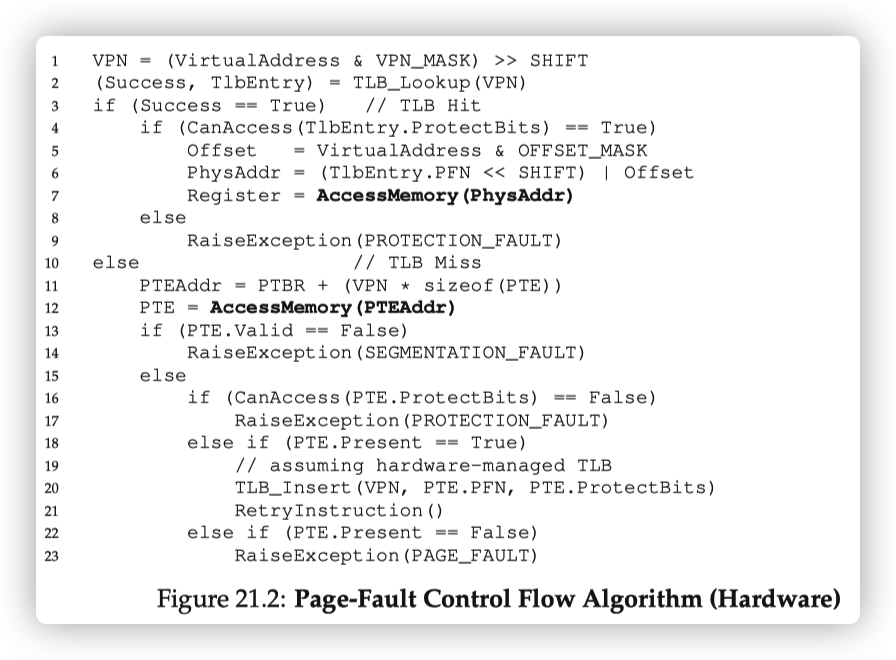 1 VPN = (VirtualAddress & VPN_MASK) >> SHIFT
2 (Success, TlbEntry) = TLB_Lookup(VPN)
3 if (Success == True) // TLB Hit
4 if (CanAccess(TlbEntry.ProtectBits) == True)
5 Offset = VirtualAddress & OFFSET_MASK
6 PhysAddr = (TlbEntry.PFN << SHIFT) | Offset
7 Register = AccessMemory(PhysAddr)
8 else
9 RaiseException(PROTECTION_FAULT)
10 else // TLB Miss
11 PTEAddr = PTBR + (VPN * sizeof(PTE))
12 PTE = AccessMemory(PTEAddr)
13 if (PTE.Valid == False)
14 RaiseException(SEGMENTATION_FAULT)
15 else
16 if (CanAccess(PTE.ProtectBits) == False)
17 RaiseException(PROTECTION_FAULT)
18 else if (PTE.Present == True)
19 // assuming hardware-managed TLB
20 TLB_Insert(VPN, PTE.PFN, PTE.ProtectBits)
21 RetryInstruction()
22 else if (PTE.Present == False)
23 RaiseException(PAGE_FAULT)
Figure 21.2: Page-Fault Control Flow Algorithm (Hardware)